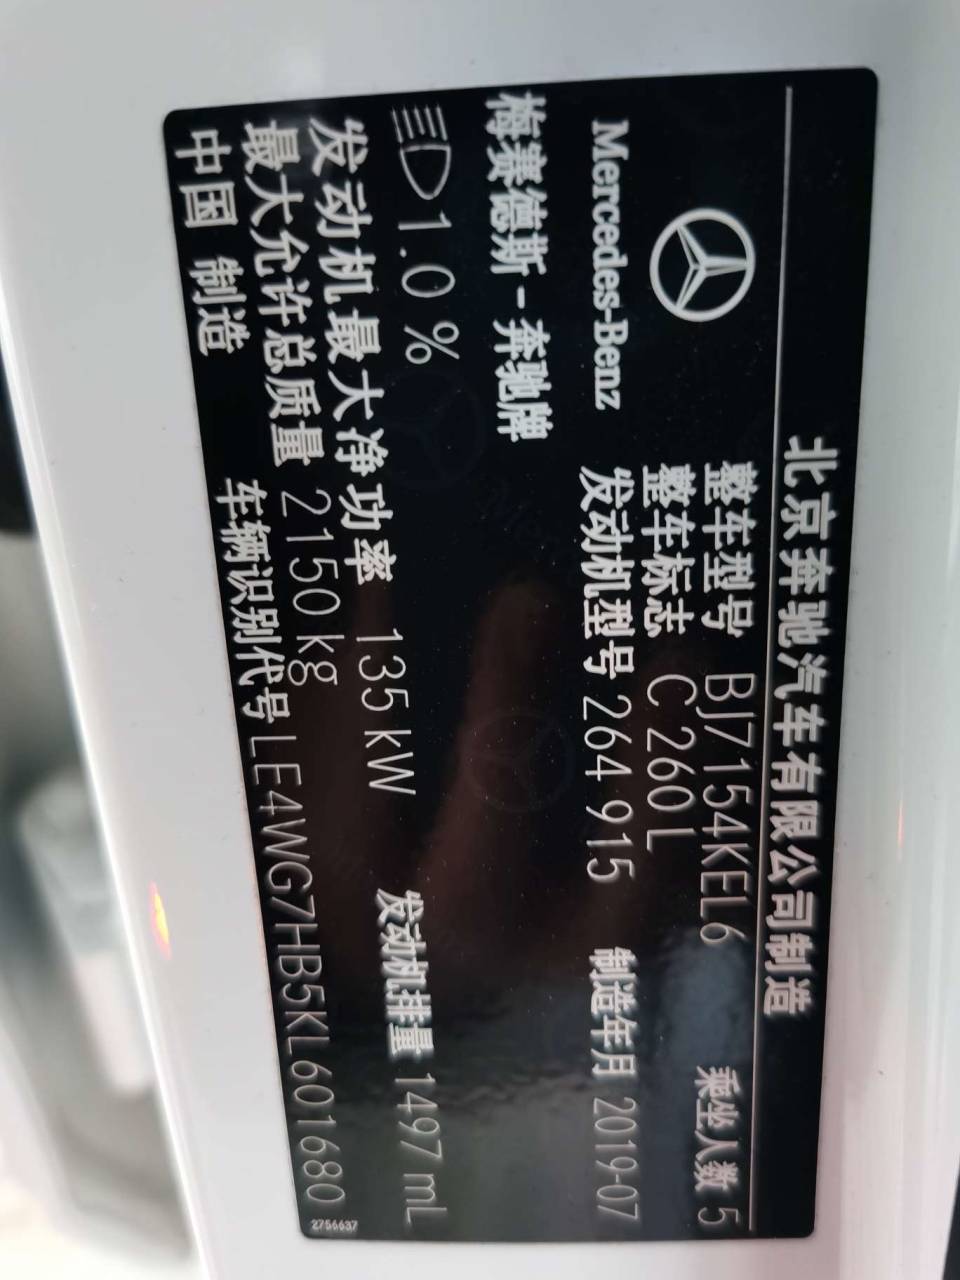 北京奔驰汽车有限公司制造
Mercedes-Benz
梅赛德斯-奔驰牌
整车型号 BJ7154KEL6 乘坐人数 5
整车标志 C 260 L
发动机型号 264 915 制造年月 2019-07
1.0 %
发动机最大净功率 135 kW 发动机排量 1497 mL
最大允许总质量 2150 kg
中国 制造 车辆识别代号 LE4WG7HB5KL601680
2756637